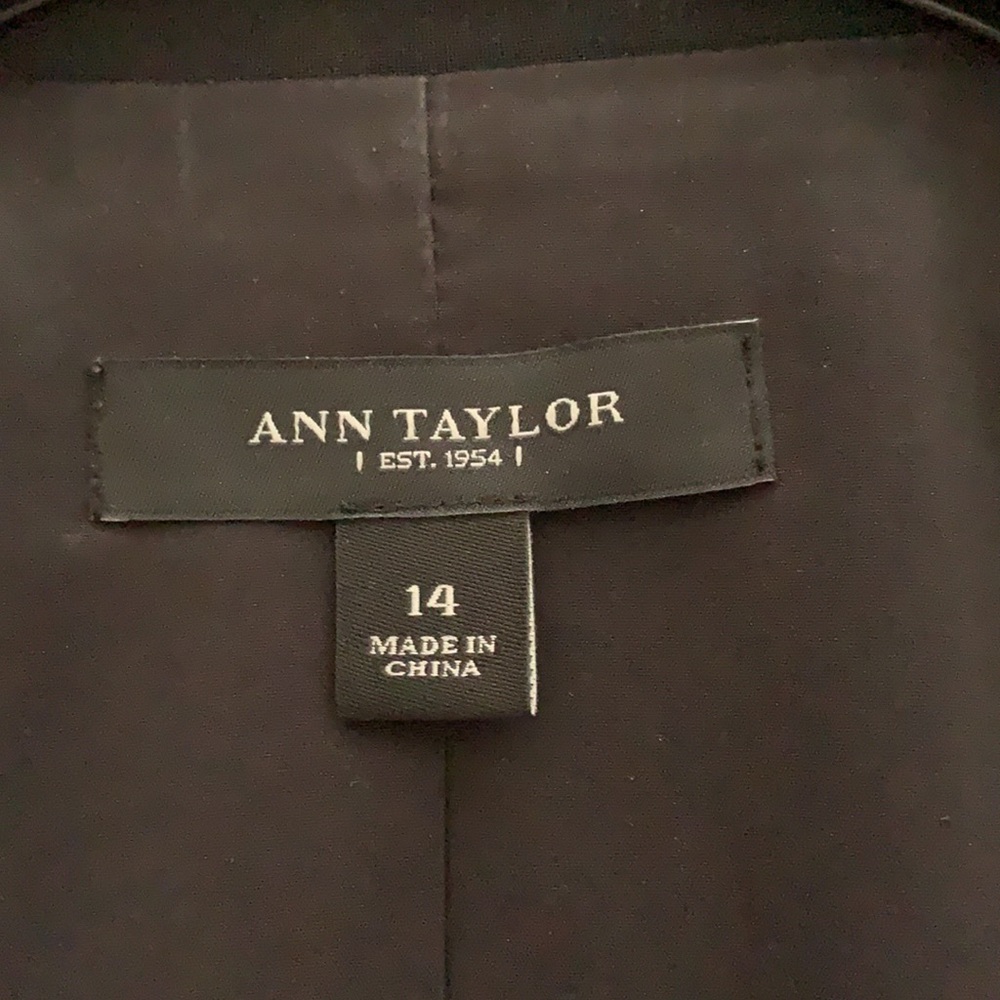 ANN TAYLOR
| EST. 1954 |
14
MADE IN
CHINA